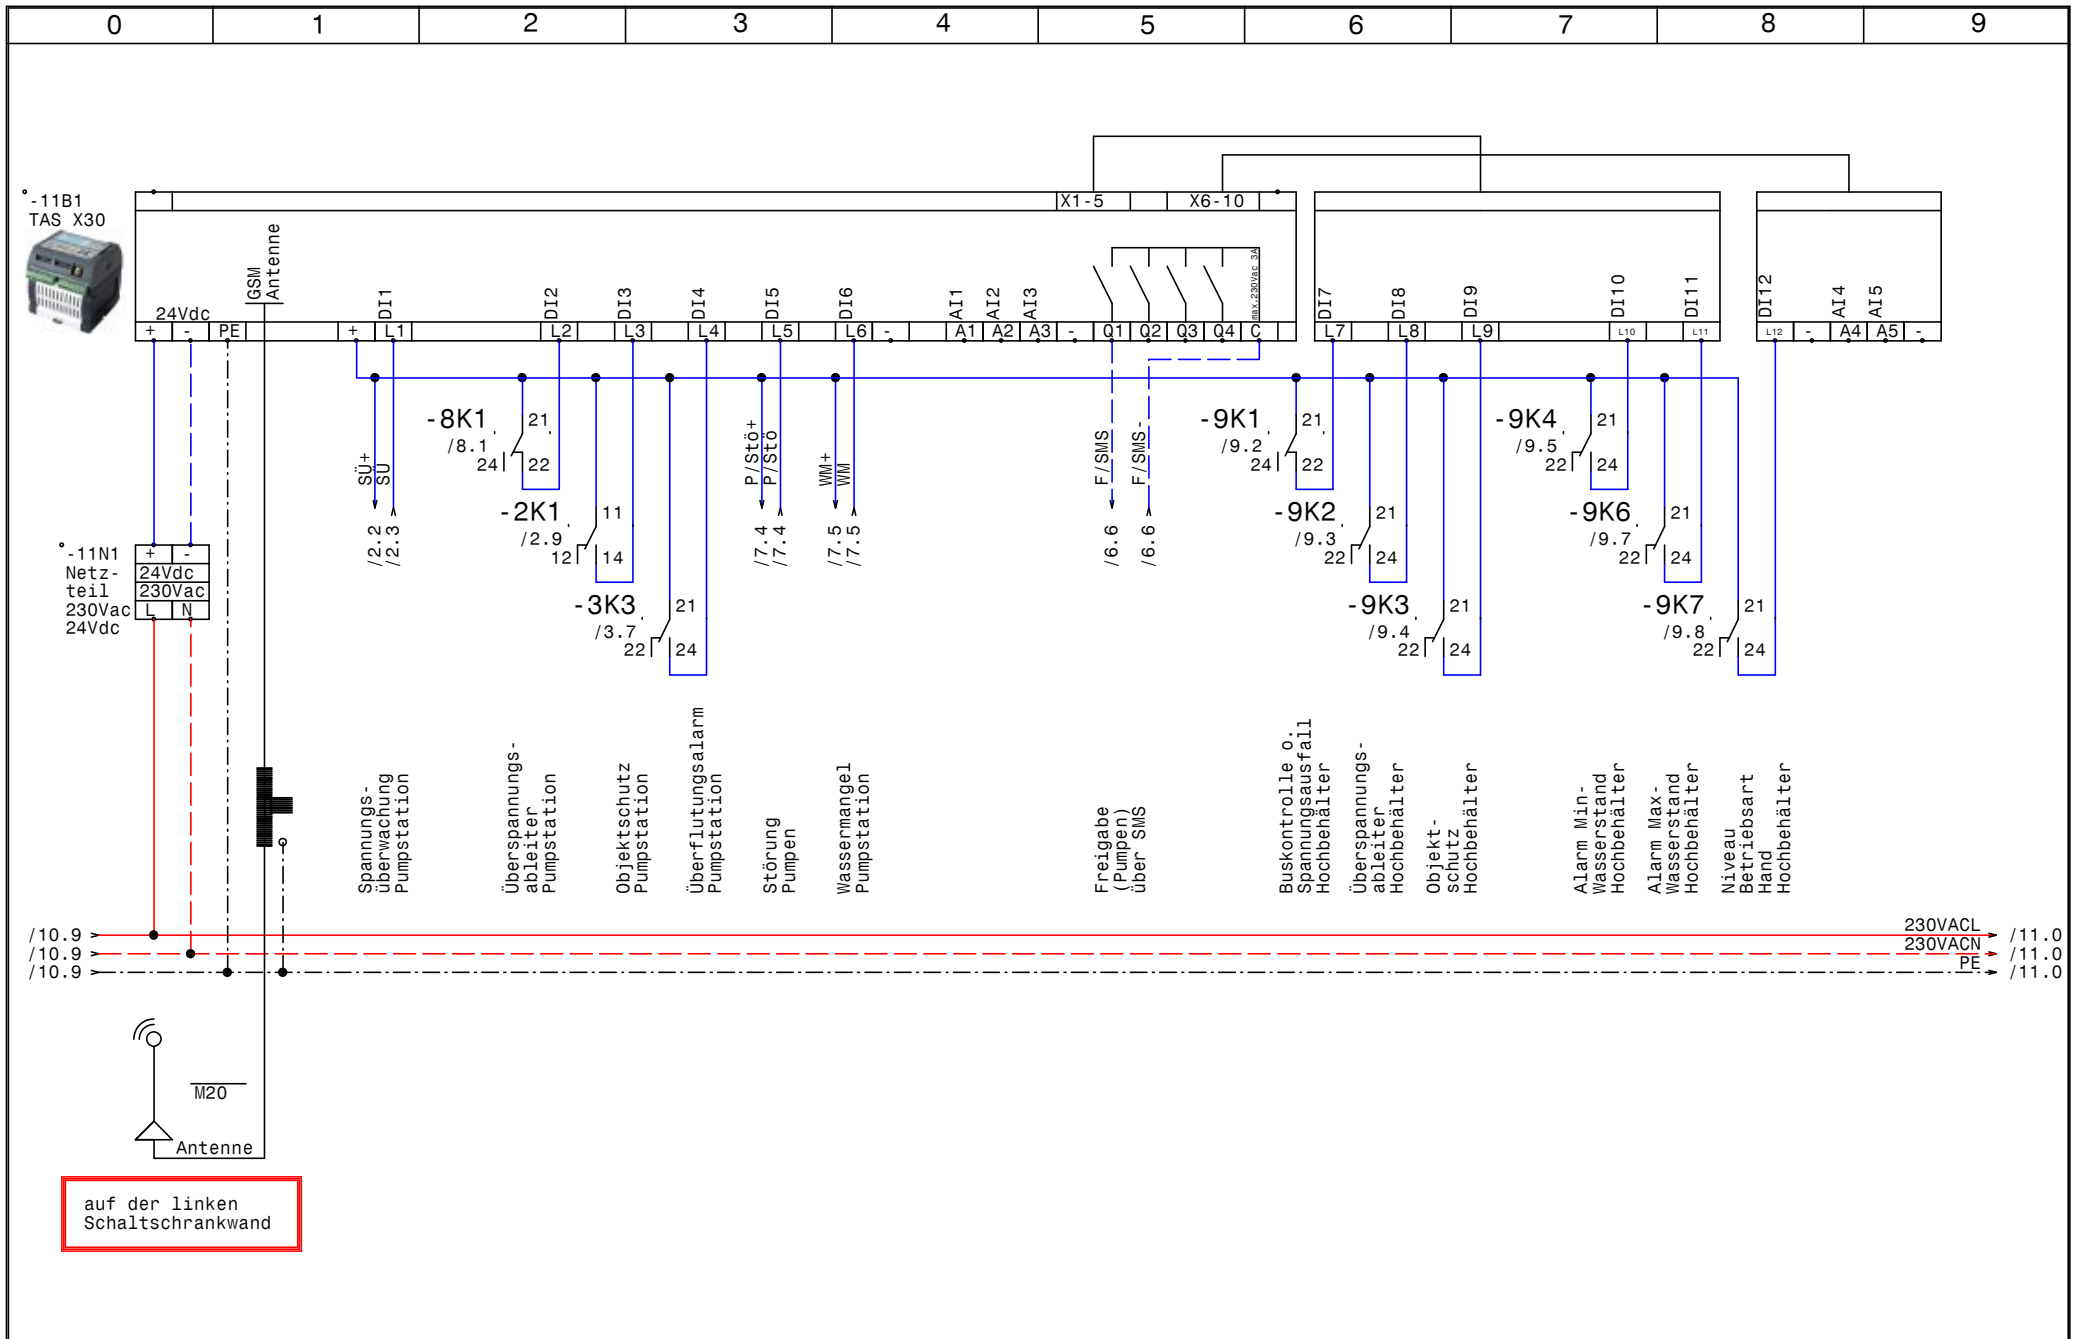 0 1 2 3 4 5 6 7 8 9
-11B1
TAS X30
X1-5
X6-10
GSM
Antenne
24Vdc
DI1
DI2
DI3
DI4
DI5
DI6
AI1
AI2
AI3
max.230Vac 3A
DI7
DI8
DI9
DI10
DI11
DI12
AI4
AI5
+ - PE + L1 L2 L3 L4 L5 L6 - A1 A2 A3 - Q1 Q2 Q3 Q4 C L7 L8 L9 L10 L11 L12 - A4 A5 -
SÜ+
SÜ
/2.2
/2.3
-8K1
/8.1
21
24
22
-2K1
/2.9
11
12
14
-3K3
/3.7
21
22
24
P/Stö+
P/Stö
/7.4
/7.4
WM+
WM
/7.5
/7.5
F/SMS
F/SMS-
/6.6
/6.6
-9K1
/9.2
21
24
22
-9K2
/9.3
21
22
24
-9K3
/9.4
21
22
24
-9K4
/9.5
21
22
24
-9K6
/9.7
21
22
24
-9K7
/9.8
21
22
24
-11N1
Netz-
teil
230Vac
24Vdc
+ -
24Vdc
230Vac
L N
Spannungs-
überwachung
Pumpstation
Überspannungs-
ableiter
Pumpstation
Objektschutz
Pumpstation
Überflutungsalarm
Pumpstation
Störung
Pumpen
Wassermangel
Pumpstation
Freigabe
(Pumpen)
über SMS
Buskontrolle o.
Spannungsausfall
Hochbehälter
Überspannungs-
ableiter
Hochbehälter
Objekt-
schutz
Hochbehälter
Alarm Min-
Wasserstand
Hochbehälter
Alarm Max-
Wasserstand
Hochbehälter
Niveau
Betriebsart
Hand
Hochbehälter
/10.9 230VACL /11.0
/10.9 230VACN /11.0
/10.9 PE /11.0
M20
Antenne
auf der linken
Schaltschrankwand